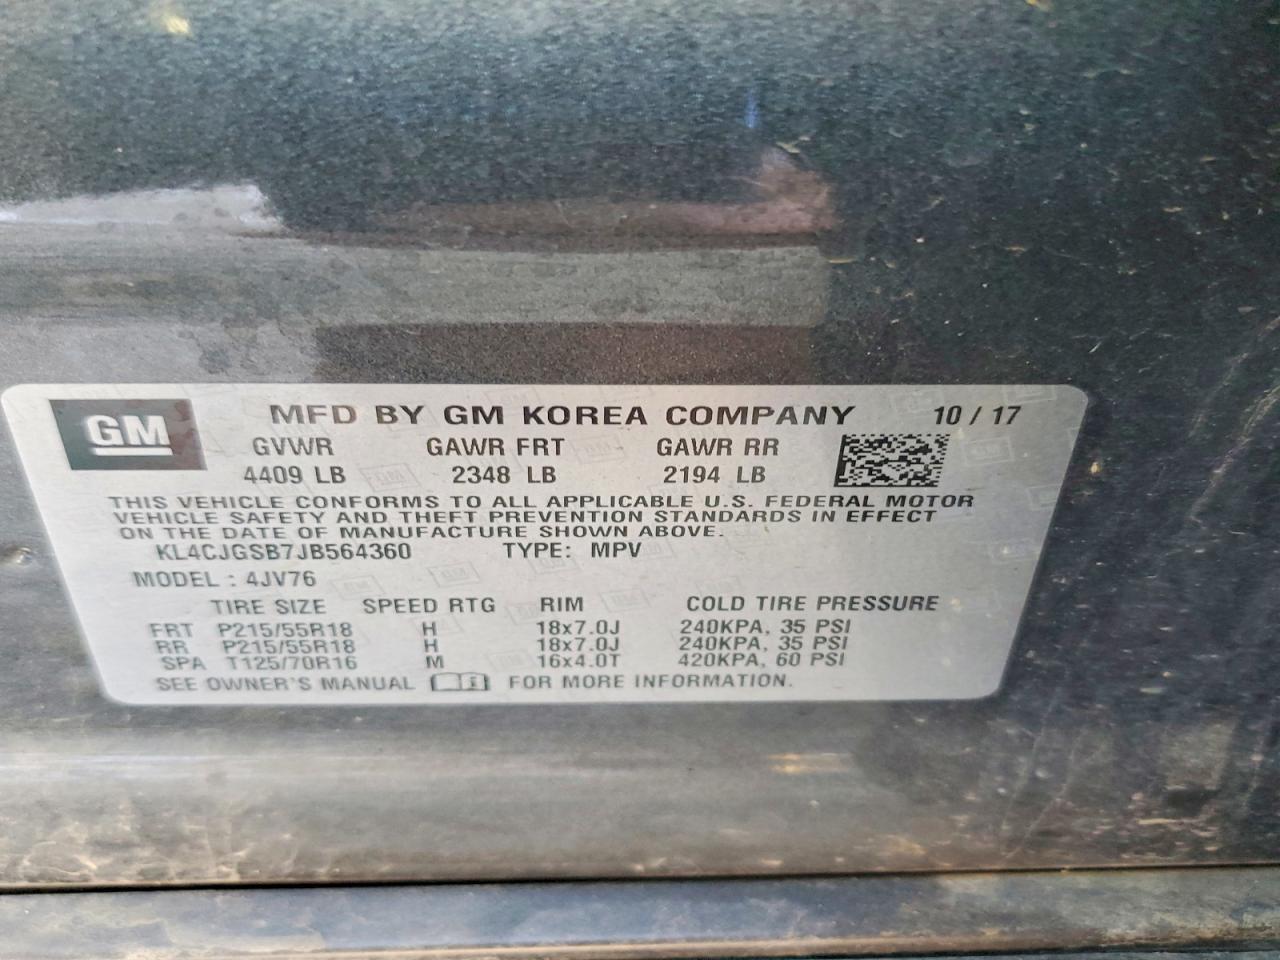 GM
MFD BY GM KOREA COMPANY 10 / 17
GVWR GAWR FRT GAWR RR
4409 LB 2348 LB 2194 LB
THIS VEHICLE CONFORMS TO ALL APPLICABLE U.S. FEDERAL MOTOR
VEHICLE SAFETY AND THEFT PREVENTION STANDARDS IN EFFECT
ON THE DATE OF MANUFACTURE SHOWN ABOVE.
KL4CJGSB7JB564360 TYPE: MPV
MODEL : 4JV76
TIRE SIZE SPEED RTG RIM COLD TIRE PRESSURE
FRT P215/55R18 H 18x7.0J 240KPA, 35 PSI
RR P215/55R18 H 18x7.0J 240KPA, 35 PSI
SPA T125/70R16 M 16x4.0T 420KPA, 60 PSI
SEE OWNER'S MANUAL FOR MORE INFORMATION.